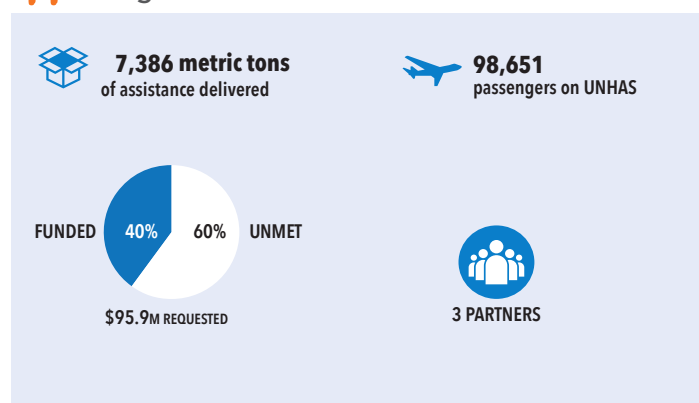 7,386 metric tons
of assistance delivered
98,651
passengers on UNHAS
FUNDED 40% 60% UNMET
$95.9M REQUESTED
3 PARTNERS